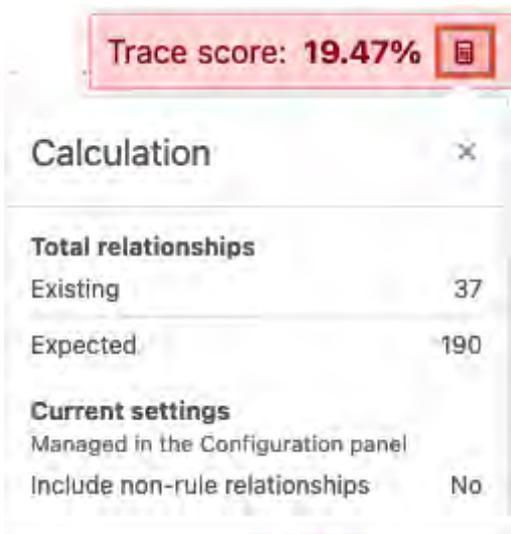 Trace score: 19.47%
Calculation
Total relationships
Existing 37
Expected 190
Current settings
Managed in the Configuration panel
Include non-rule relationships No